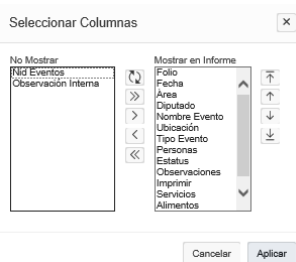 Seleccionar Columnas
No Mostrar
Nid Eventos
Observación Interna
Mostrar en Informe
Folio
Fecha
Area
Diputado
Nombre Evento
Ubicación
Tipo Evento
Personas
Estatus
Observaciones
Imprimir
Servicios
Alimentos
Cancelar
Aplicar